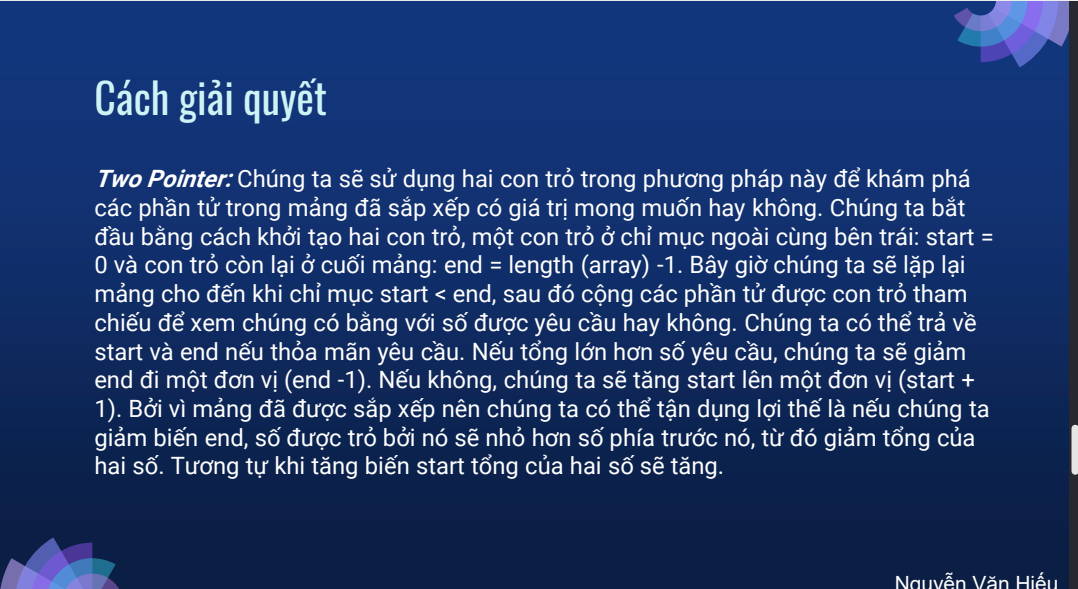 Cách giải quyết
Two Pointer: Chúng ta sẽ sử dụng hai con trỏ trong phương pháp này để khám phá
các phần tử trong mảng đã sắp xếp có giá trị mong muốn hay không. Chúng ta bắt
đầu bằng cách khởi tạo hai con trỏ, một con trỏ ở chỉ mục ngoài cùng bên trái: start =
0 và con trỏ còn lại ở cuối mảng: end = length (array) -1. Bây giờ chúng ta sẽ lặp lại
mảng cho đến khi chỉ mục start < end, sau đó cộng các phần tử được con trỏ tham
chiếu để xem chúng có bằng với số được yêu cầu hay không. Chúng ta có thể trả về
start và end nếu thỏa mãn yêu cầu. Nếu tổng lớn hơn số yêu cầu, chúng ta sẽ giảm
end đi một đơn vị (end -1). Nếu không, chúng ta sẽ tăng start lên một đơn vị (start +
1). Bởi vì mảng đã được sắp xếp nên chúng ta có thể tận dụng lợi thế là nếu chúng ta
giảm biến end, số được trỏ bởi nó sẽ nhỏ hơn số phía trước nó, từ đó giảm tổng của
hai số. Tương tự khi tăng biến start tổng của hai số sẽ tăng.
Nguyễn Văn Hiếu